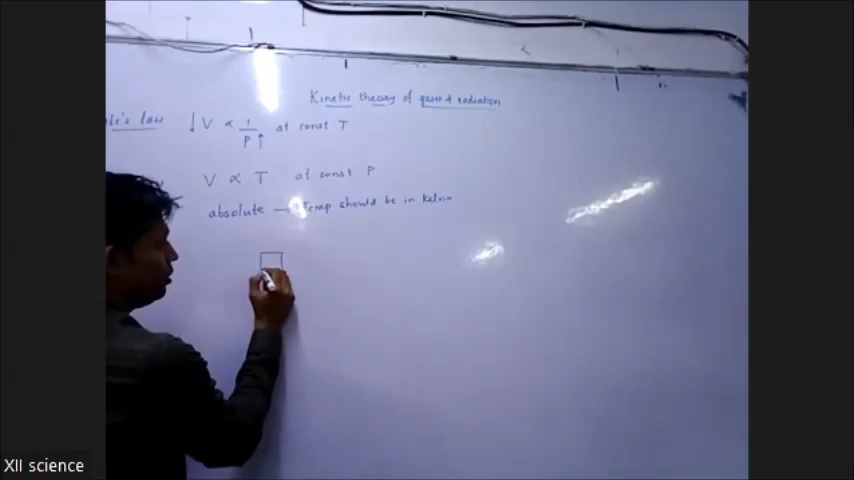 Kinetic theory of gases & radiation
le's law ↓ V ∝ 1/P ↑ at const T
V ∝ T at const P
absolute → Temp should be in Kelvin
XII science